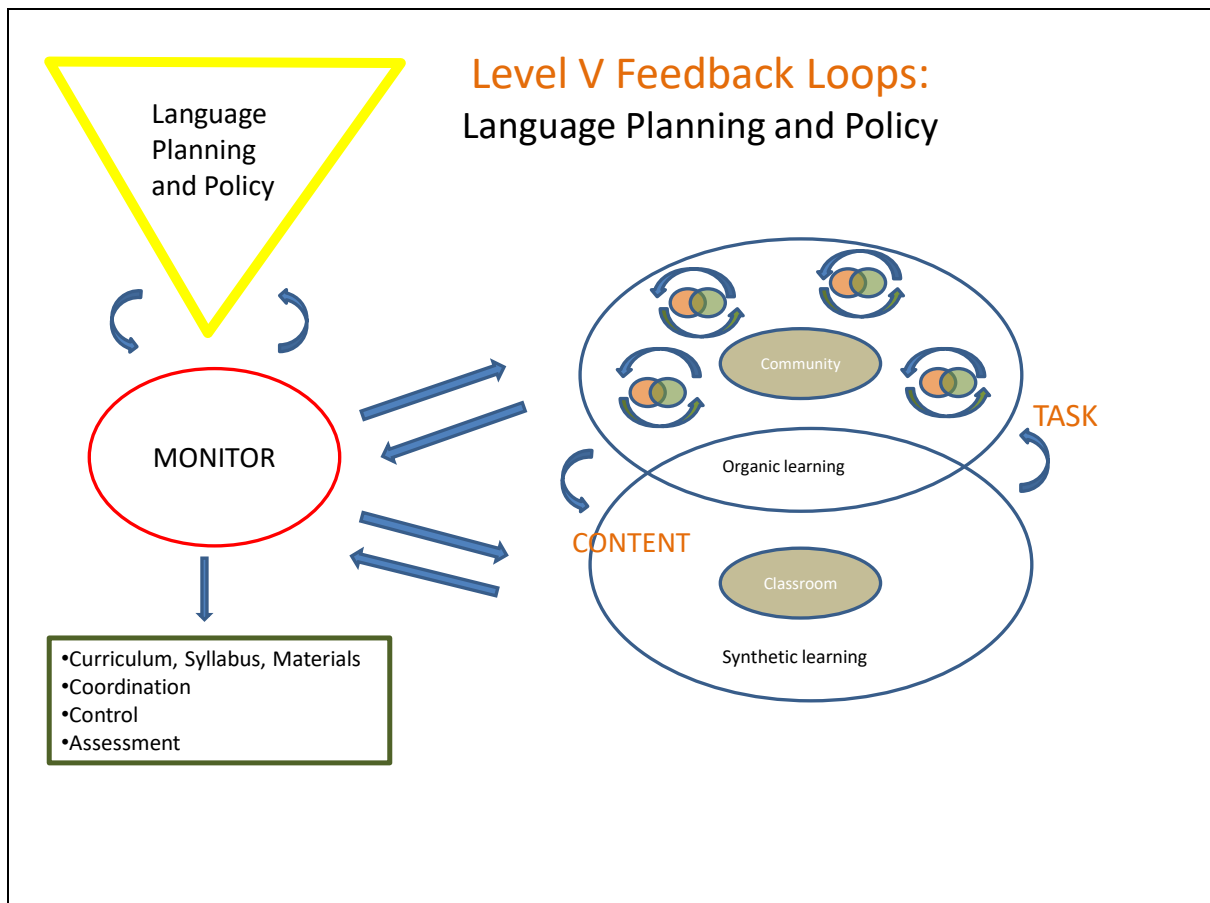 Level V Feedback Loops:
Language Planning and Policy
Language
Planning
and Policy
MONITOR
•Curriculum, Syllabus, Materials
•Coordination
•Control
•Assessment
Community
TASK
Organic learning
CONTENT
Classroom
Synthetic learning